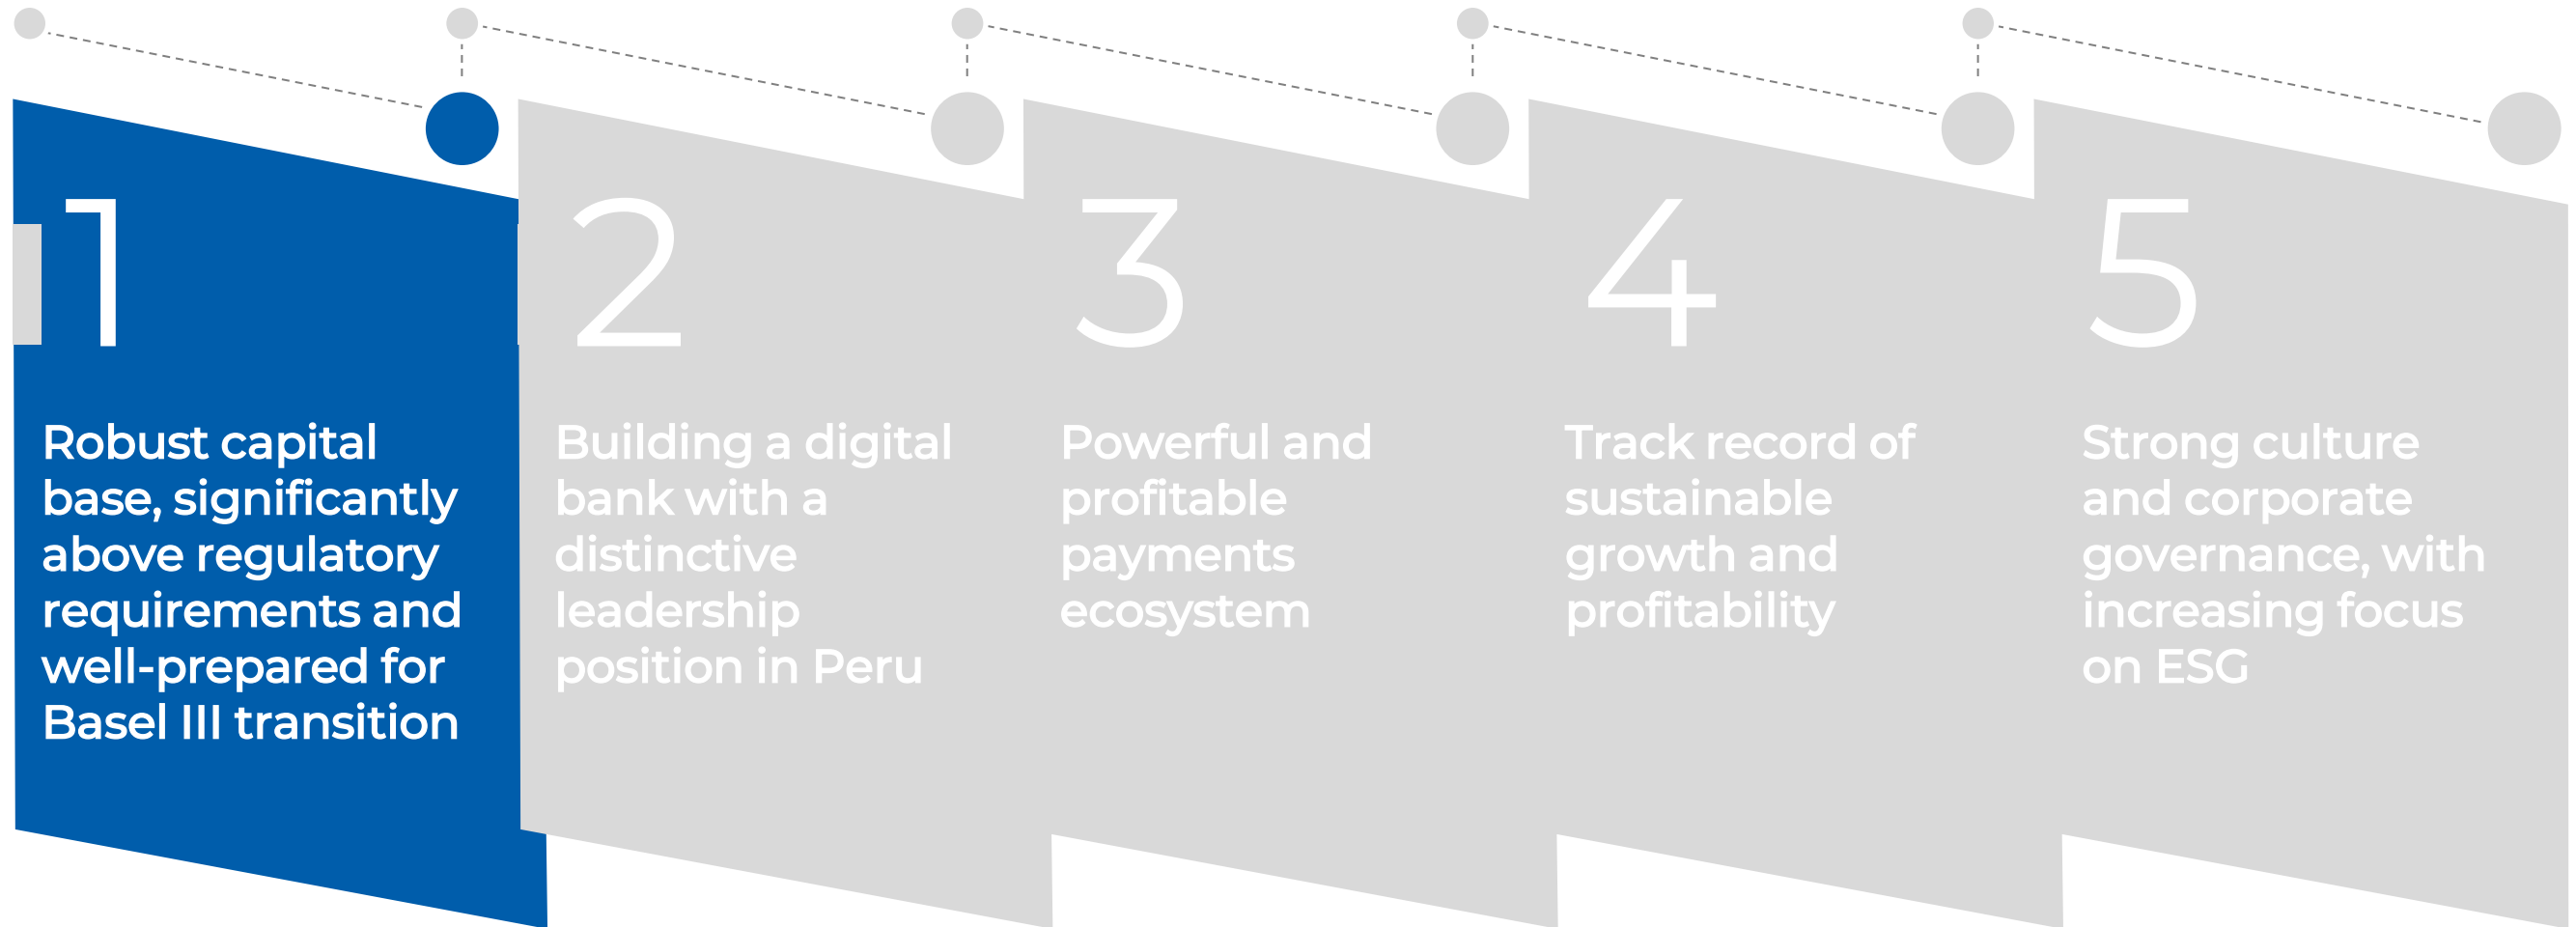 1
Robust capital
base, significantly
above regulatory
requirements and
well-prepared for
Basel III transition
2
Building a digital
bank with a
distinctive
leadership
position in Peru
3
Powerful and
profitable
payments
ecosystem
4
Track record of
sustainable
growth and
profitability
5
Strong culture
and corporate
governance, with
increasing focus
on ESG